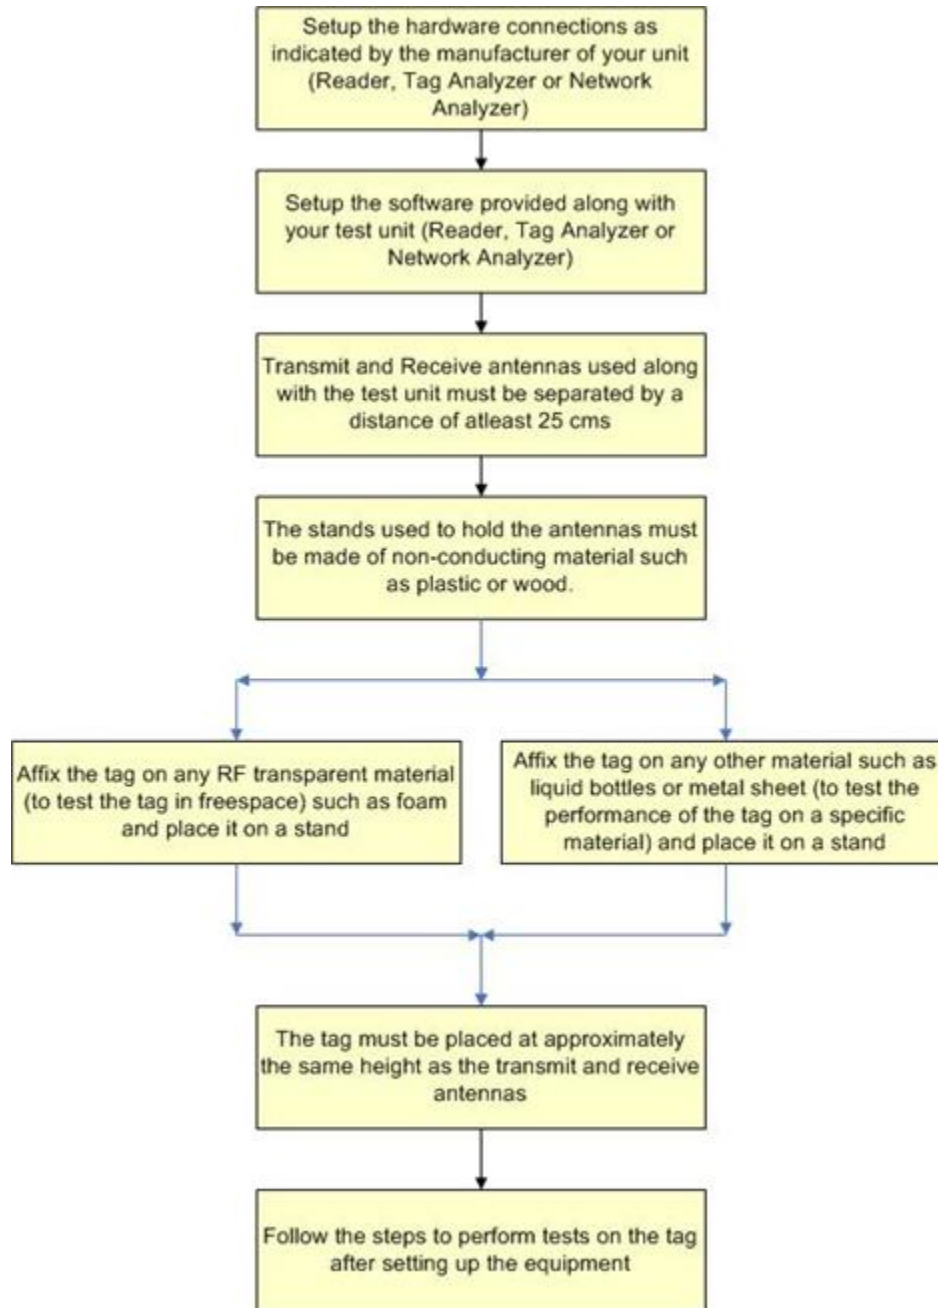 Setup the hardware connections as
indicated by the manufacturer of your unit
(Reader, Tag Analyzer or Network
Analyzer)
Setup the software provided along with
your test unit (Reader, Tag Analyzer or
Network Analyzer)
Transmit and Receive antennas used along
with the test unit must be separated by a
distance of atleast 25 cms
The stands used to hold the antennas must
be made of non-conducting material such
as plastic or wood.
Affix the tag on any RF transparent material
(to test the tag in freespace) such as foam
and place it on a stand
Affix the tag on any other material such as
liquid bottles or metal sheet (to test the
performance of the tag on a specific
material) and place it on a stand
The tag must be placed at approximately
the same height as the transmit and receive
antennas
Follow the steps to perform tests on the tag
after setting up the equipment